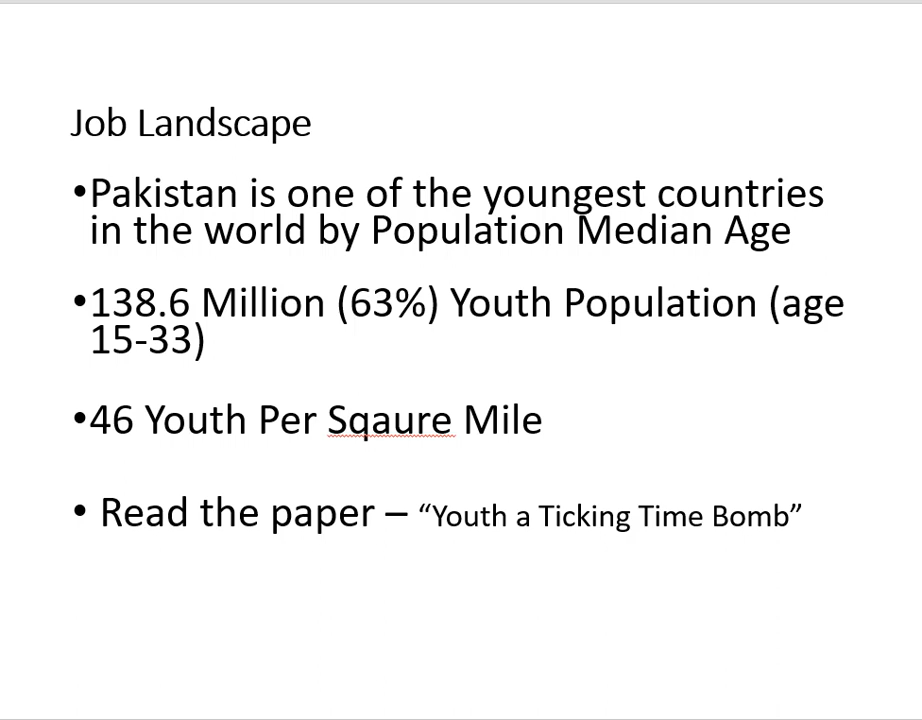 Job Landscape
•Pakistan is one of the youngest countries
in the world by Population Median Age
•138.6 Million (63%) Youth Population (age
15-33)
•46 Youth Per Sqaure Mile
• Read the paper – “Youth a Ticking Time Bomb”